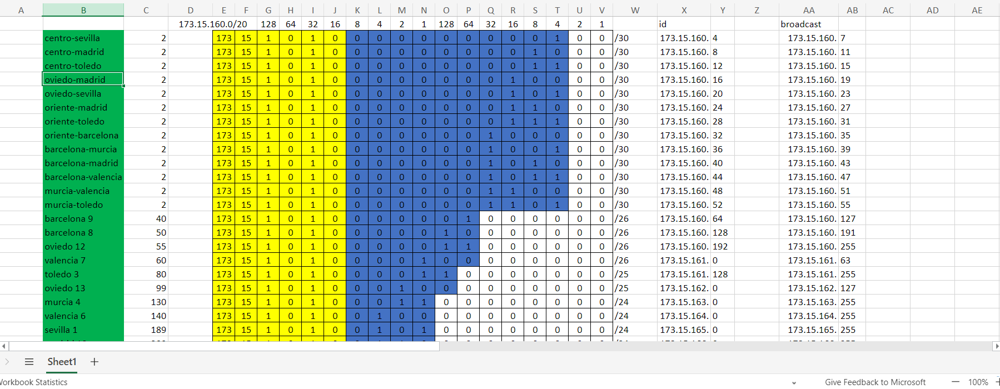 A B C D E F G H I J K L M N O P Q R S T U V W X Y Z AA AB AC AD AE
173.15.160.0/20 128 64 32 16 8 4 2 1 128 64 32 16 8 4 2 1 id broadcast
centro-sevilla 2 173 15 1 0 1 0 0 0 0 0 0 0 0 0 0 1 0 0 /30 173.15.160. 4 173.15.160. 7
centro-madrid 2 173 15 1 0 1 0 0 0 0 0 0 0 0 0 1 0 0 0 /30 173.15.160. 8 173.15.160. 11
centro-toledo 2 173 15 1 0 1 0 0 0 0 0 0 0 0 0 1 1 0 0 /30 173.15.160. 12 173.15.160. 15
oviedo-madrid 2 173 15 1 0 1 0 0 0 0 0 0 0 0 1 0 0 0 0 /30 173.15.160. 16 173.15.160. 19
oviedo-sevilla 2 173 15 1 0 1 0 0 0 0 0 0 0 0 1 0 1 0 0 /30 173.15.160. 20 173.15.160. 23
oriente-madrid 2 173 15 1 0 1 0 0 0 0 0 0 0 0 1 1 0 0 0 /30 173.15.160. 24 173.15.160. 27
oriente-toledo 2 173 15 1 0 1 0 0 0 0 0 0 0 0 1 1 1 0 0 /30 173.15.160. 28 173.15.160. 31
oriente-barcelona 2 173 15 1 0 1 0 0 0 0 0 0 0 1 0 0 0 0 0 /30 173.15.160. 32 173.15.160. 35
barcelona-murcia 2 173 15 1 0 1 0 0 0 0 0 0 0 1 0 0 1 0 0 /30 173.15.160. 36 173.15.160. 39
barcelona-madrid 2 173 15 1 0 1 0 0 0 0 0 0 0 1 0 1 0 0 0 /30 173.15.160. 40 173.15.160. 43
barcelona-valencia 2 173 15 1 0 1 0 0 0 0 0 0 0 1 0 1 1 0 0 /30 173.15.160. 44 173.15.160. 47
murcia-valencia 2 173 15 1 0 1 0 0 0 0 0 0 0 1 1 0 0 0 0 /30 173.15.160. 48 173.15.160. 51
murcia-toledo 2 173 15 1 0 1 0 0 0 0 0 0 0 1 1 0 1 0 0 /30 173.15.160. 52 173.15.160. 55
barcelona 9 40 173 15 1 0 1 0 0 0 0 0 0 1 0 0 0 0 0 0 /26 173.15.160. 64 173.15.160. 127
barcelona 8 50 173 15 1 0 1 0 0 0 0 0 1 0 0 0 0 0 0 0 /26 173.15.160. 128 173.15.160. 191
oviedo 12 55 173 15 1 0 1 0 0 0 0 0 1 1 0 0 0 0 0 0 /26 173.15.160. 192 173.15.160. 255
valencia 7 60 173 15 1 0 1 0 0 0 0 1 0 0 0 0 0 0 0 0 /26 173.15.161. 0 173.15.161. 63
toledo 3 80 173 15 1 0 1 0 0 0 0 1 1 0 0 0 0 0 0 0 /25 173.15.161. 128 173.15.161. 255
oviedo 13 99 173 15 1 0 1 0 0 0 1 0 0 0 0 0 0 0 0 0 /25 173.15.162. 0 173.15.162. 127
murcia 4 130 173 15 1 0 1 0 0 0 1 1 0 0 0 0 0 0 0 0 /24 173.15.163. 0 173.15.163. 255
valencia 6 140 173 15 1 0 1 0 0 1 0 0 0 0 0 0 0 0 0 0 /24 173.15.164. 0 173.15.164. 255
sevilla 1 189 173 15 1 0 1 0 0 1 0 1 0 0 0 0 0 0 0 0 /24 173.15.165. 0 173.15.165. 255
Sheet1
Workbook Statistics Give Feedback to Microsoft 100%